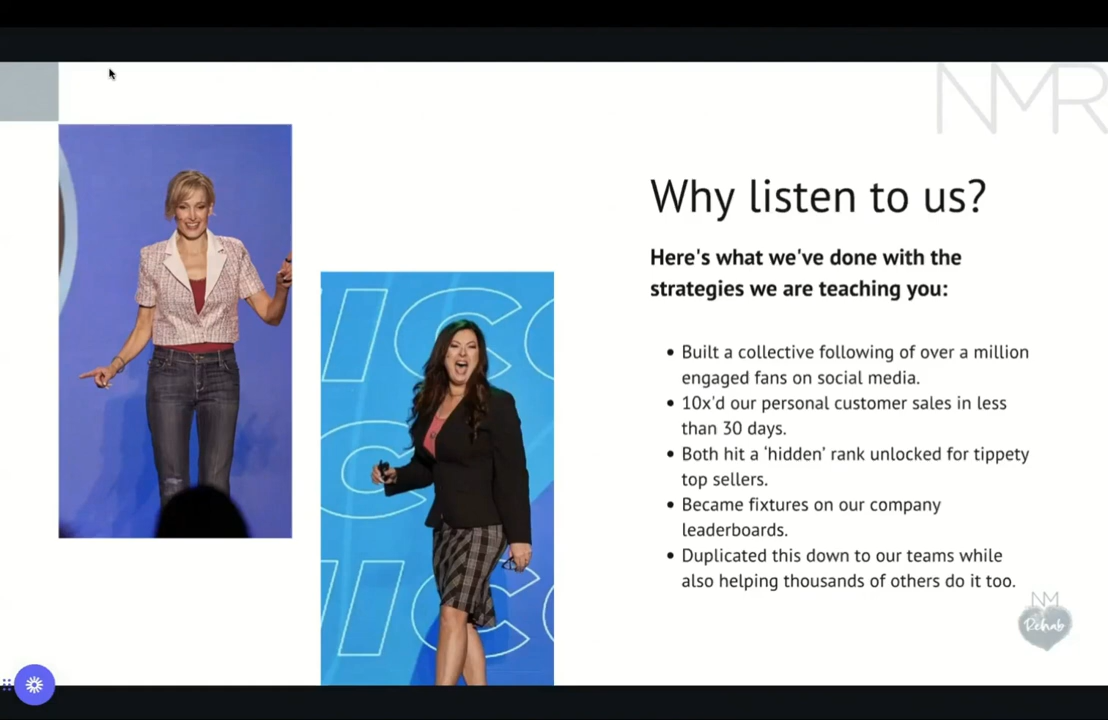 NMR
Why listen to us?
Here's what we've done with the
strategies we are teaching you:
• Built a collective following of over a million
engaged fans on social media.
• 10x'd our personal customer sales in less
than 30 days.
• Both hit a ‘hidden’ rank unlocked for tippety
top sellers.
• Became fixtures on our company
leaderboards.
• Duplicated this down to our teams while
also helping thousands of others do it too.
NM
Rehab